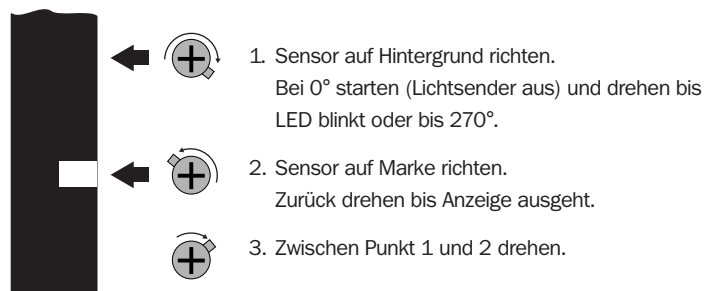 1. Sensor auf Hintergrund richten.
Bei 0° starten (Lichtsender aus) und drehen bis
LED blinkt oder bis 270°.
2. Sensor auf Marke richten.
Zurück drehen bis Anzeige ausgeht.
3. Zwischen Punkt 1 und 2 drehen.